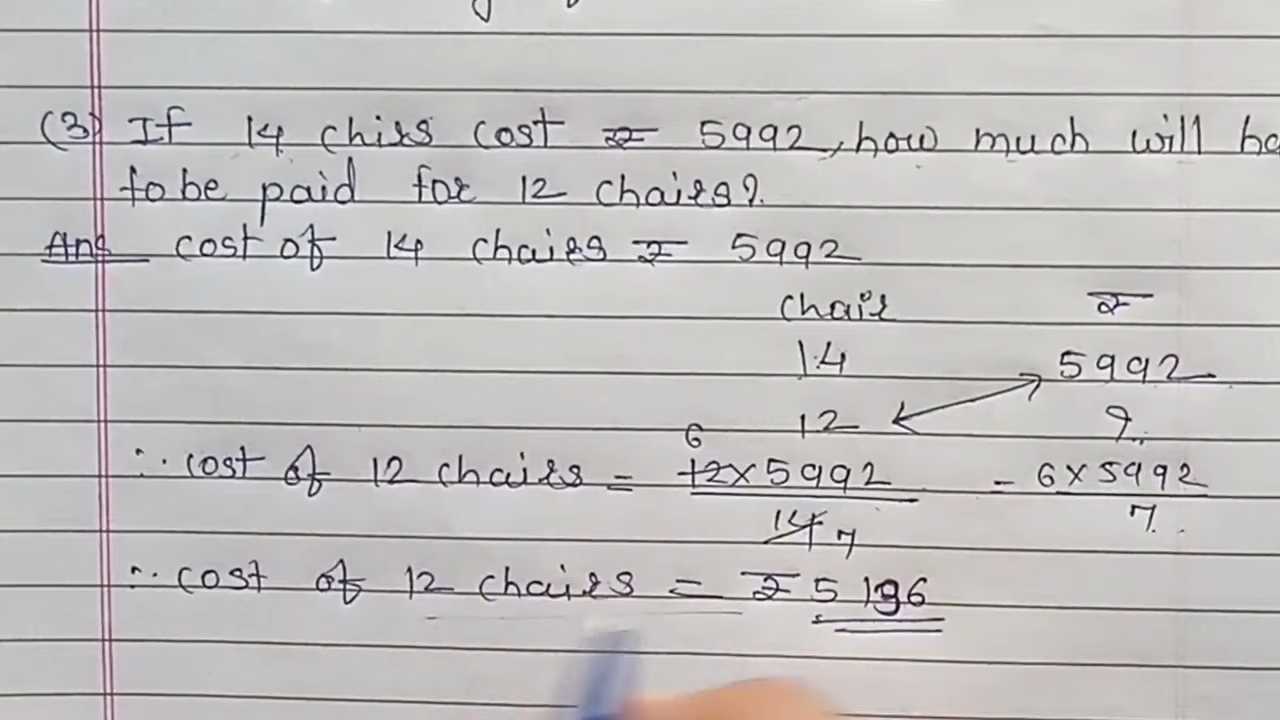 (3) If 14 chirs cost ₹ 5992, how much will ha
to be paid for 12 chairs?
Ans cost of 14 chairs ₹ 5992
chair ₹
14 5992
12 ?
6
∴ cost of 12 chairs = 12 × 5992 = 6 × 5992
14 7 7
∴ cost of 12 chairs = ₹ 5136